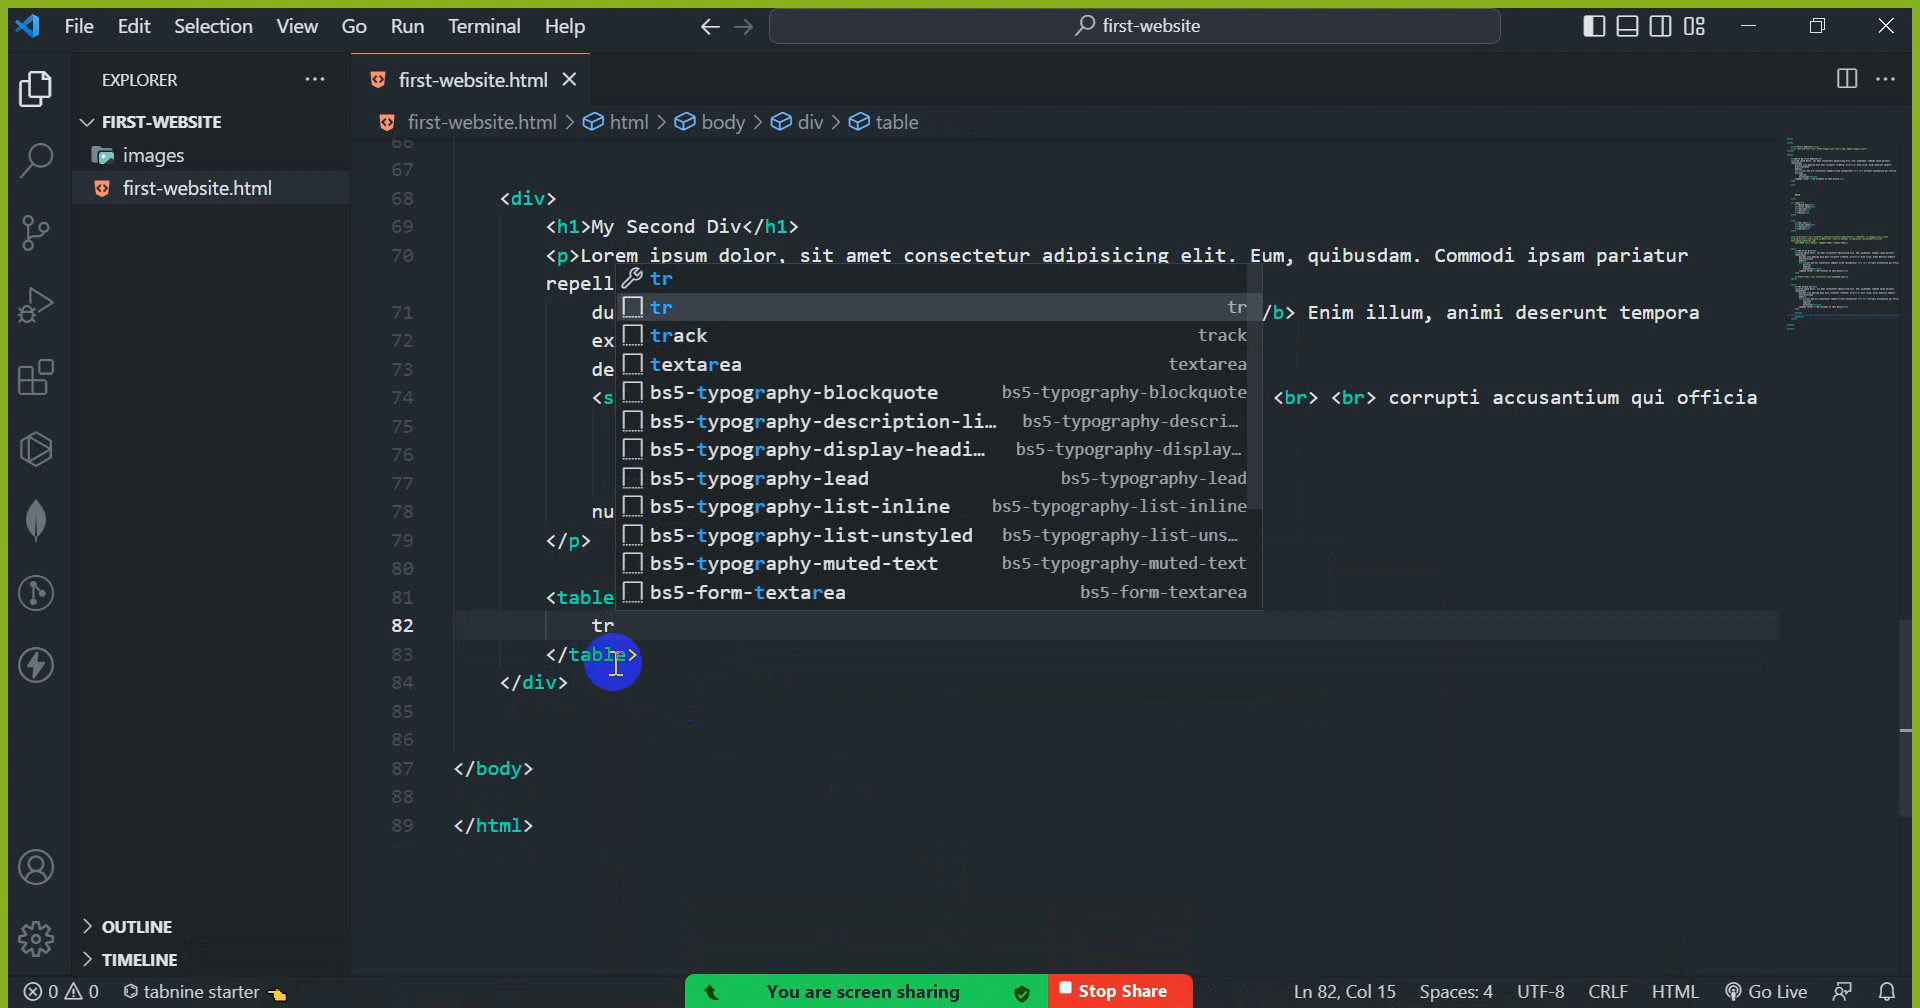 File Edit Selection View Go Run Terminal Help
first-website
EXPLORER
FIRST-WEBSITE
images
first-website.html
first-website.html
first-website.html > html > body > div > table
66
67
68 <div>
69 <h1>My Second Div</h1>
70 <p>Lorem ipsum dolor, sit amet consectetur adipisicing elit. Eum, quibusdam. Commodi ipsam pariatur
repell
71 du /b> Enim illum, animi deserunt tempora
72 ex
73 de
74 <s <br> <br> corrupti accusantium qui officia
75
76
77
78 nu
79 </p>
80
81 <table
82 tr
83 </table>
84 </div>
85
86
87 </body>
88
89 </html>
tr
tr tr
track track
textarea textarea
bs5-typography-blockquote bs5-typography-blockquote
bs5-typography-description-li… bs5-typography-descri…
bs5-typography-display-headi… bs5-typography-display…
bs5-typography-lead bs5-typography-lead
bs5-typography-list-inline bs5-typography-list-inline
bs5-typography-list-unstyled bs5-typography-list-uns…
bs5-typography-muted-text bs5-typography-muted-text
bs5-form-textarea bs5-form-textarea
OUTLINE
TIMELINE
0 0 tabnine starter
You are screen sharing Stop Share
Ln 82, Col 15 Spaces: 4 UTF-8 CRLF HTML Go Live